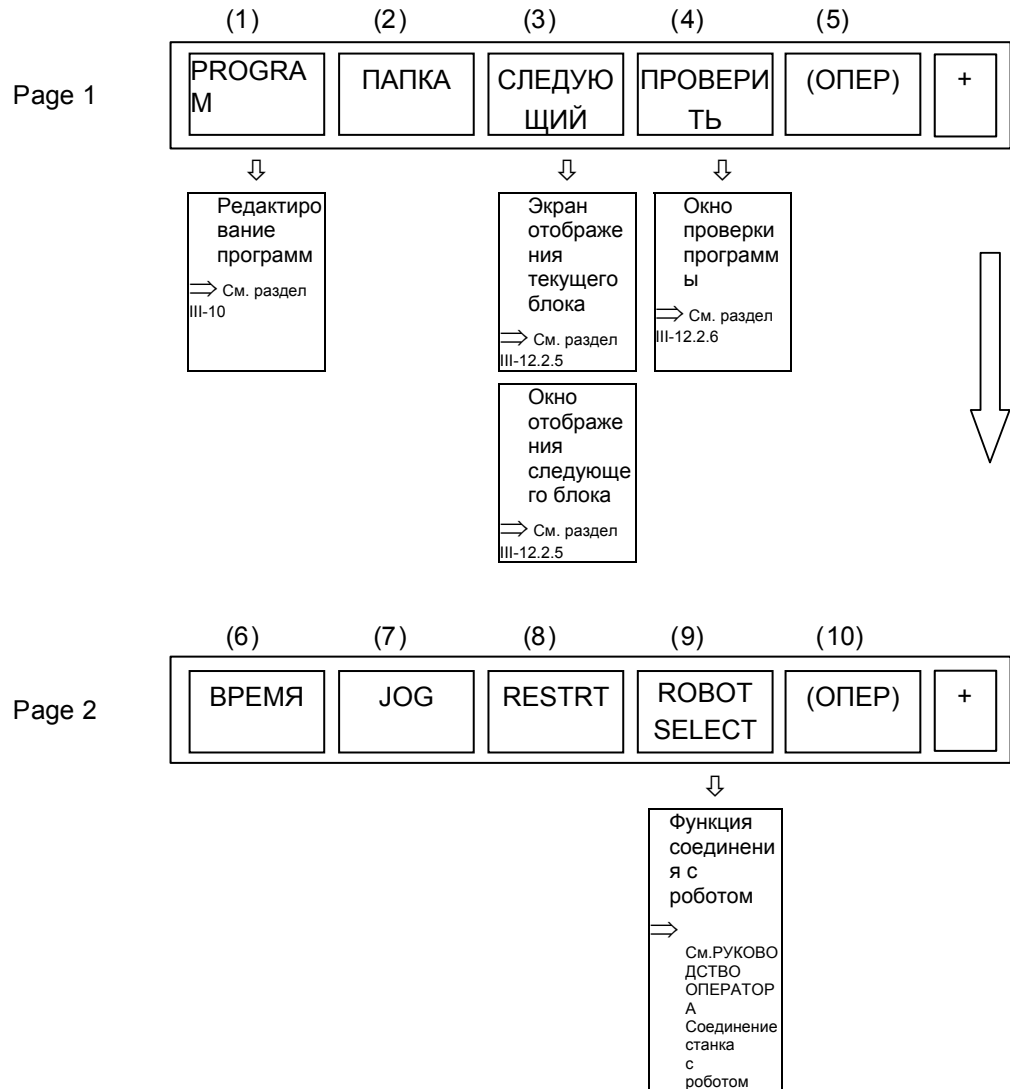 (1) (2) (3) (4) (5)
Page 1
PROGRA
M
ПАПКА
СЛЕДУЮ
ЩИЙ
ПРОВЕРИ
ТЬ
(ОПЕР)
+
Редактиро
вание
программ
⇒ См. раздел
III-10
Экран
отображе
ния
текущего
блока
⇒ См. раздел
III-12.2.5
Окно
отображе
ния
следующе
го блока
⇒ См. раздел
III-12.2.5
Окно
проверки
программ
ы
⇒ См. раздел
III-12.2.6
(6) (7) (8) (9) (10)
Page 2
ВРЕМЯ
JOG
RESTRT
ROBOT
SELECT
(ОПЕР)
+
Функция
соединени
я с
роботом
⇒
См.РУКОВО
ДСТВО
ОПЕРАТОР
А
Соединение
станка
с
роботом